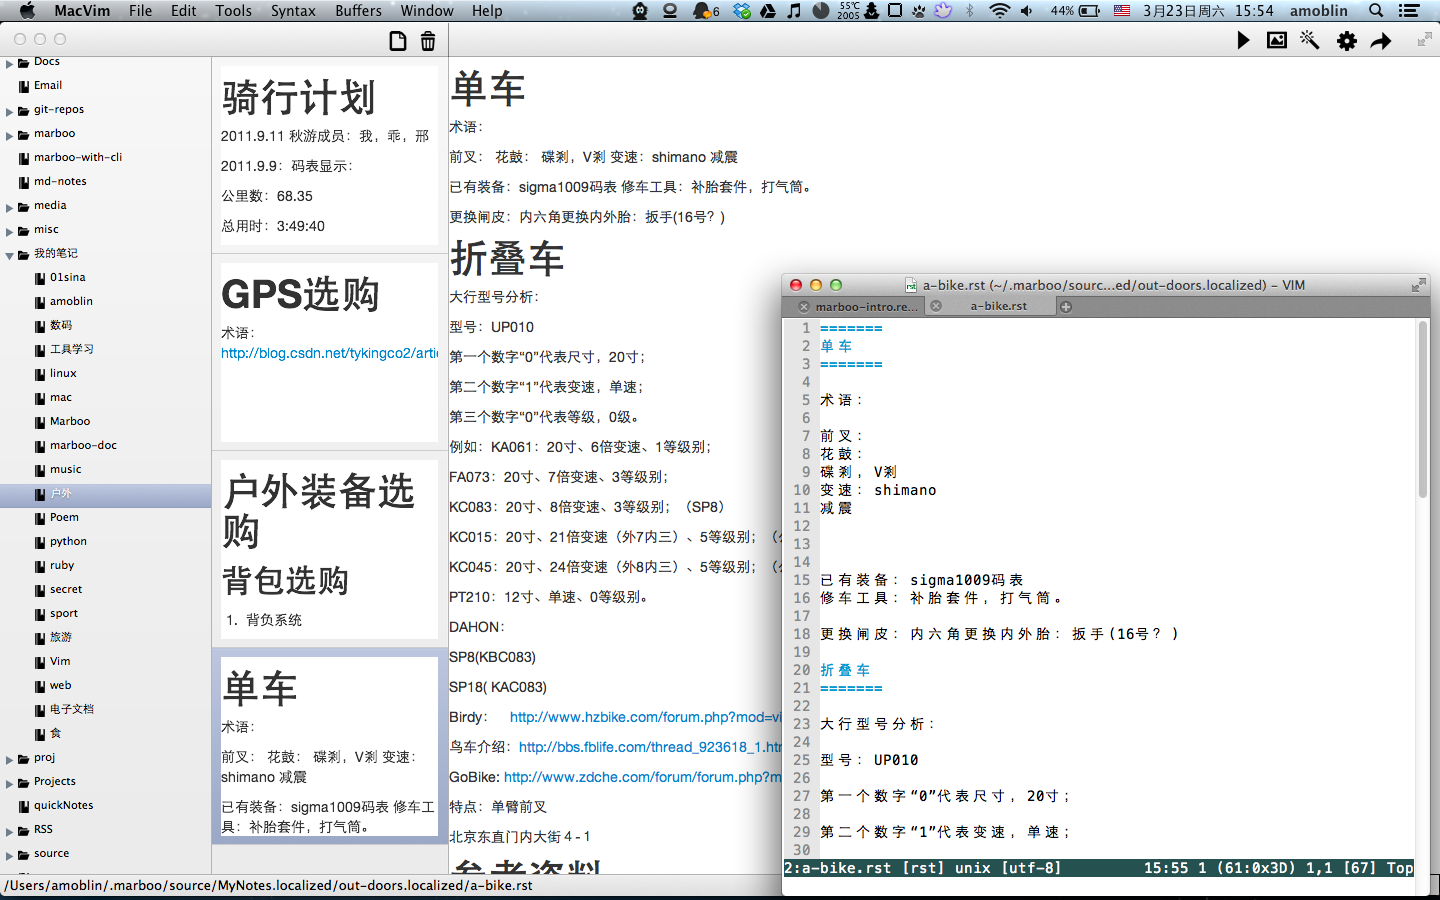 MacVim File Edit Tools Syntax Buffers Window Help
6
55℃
2005
44%
3月23日周六 15:54 amoblin
Docs
Email
git-repos
marboo
marboo-with-cli
md-notes
media
misc
我的笔记
01sina
amoblin
数码
工具学习
linux
mac
Marboo
marboo-doc
music
户外
Poem
python
ruby
secret
sport
旅游
Vim
web
电子文档
食
proj
Projects
quickNotes
RSS
source
骑行计划
2011.9.11 秋游成员：我，乖，邢
2011.9.9：码表显示：
公里数：68.35
总用时：3:49:40
GPS选购
术语：
http://blog.csdn.net/tykingco2/artic
户外装备选
购
背包选购
1. 背负系统
单车
术语：
前叉： 花鼓： 碟刹，V刹 变速：
shimano 减震
已有装备：sigma1009码表 修车工
具：补胎套件，打气筒。
单车
术语：
前叉： 花鼓： 碟刹，V刹 变速：shimano 减震
已有装备：sigma1009码表 修车工具：补胎套件，打气筒。
更换闸皮：内六角更换内外胎：扳手(16号？)
折叠车
大行型号分析：
型号：UP010
第一个数字“0”代表尺寸，20寸；
第二个数字“1”代表变速，单速；
第三个数字“0”代表等级，0级。
例如：KA061：20寸、6倍变速、1等级别；
FA073：20寸、7倍变速、3等级别；
KC083：20寸、8倍变速、3等级别；（SP8）
KC015：20寸、21倍变速（外7内三）、5等级别；
KC045：20寸、24倍变速（外8内三）、5等级别；
PT210：12寸、单速、0等级别。
DAHON：
SP8(KBC083)
SP18( KAC083)
Birdy： http://www.hzbike.com/forum.php?mod=vi
鸟车介绍：http://bbs.fblife.com/thread_923618_1.htm
GoBike: http://www.zdche.com/forum/forum.php?m
特点：单臂前叉
北京东直门内大街 4 - 1
参考资料
/Users/amoblin/.marboo/source/MyNotes.localized/out-doors.localized/a-bike.rst
a-bike.rst (~/.marboo/sourc...ed/out-doors.localized) – VIM
marboo-intro.re... a-bike.rst
1 =======
2 单车
3 =======
4
5 术语：
6
7 前叉：
8 花鼓：
9 碟刹，V刹
10 变速：shimano
11 减震
12
13
14
15 已有装备：sigma1009码表
16 修车工具：补胎套件，打气筒。
17
18 更换闸皮：内六角更换内外胎：扳手(16号？)
19
20 折叠车
21 =======
22
23 大行型号分析：
24
25 型号：UP010
26
27 第一个数字“0”代表尺寸，20寸；
28
29 第二个数字“1”代表变速，单速；
30
2:a-bike.rst [rst] unix [utf-8] 15:55 1 (61:0x3D) 1,1 [67] Top